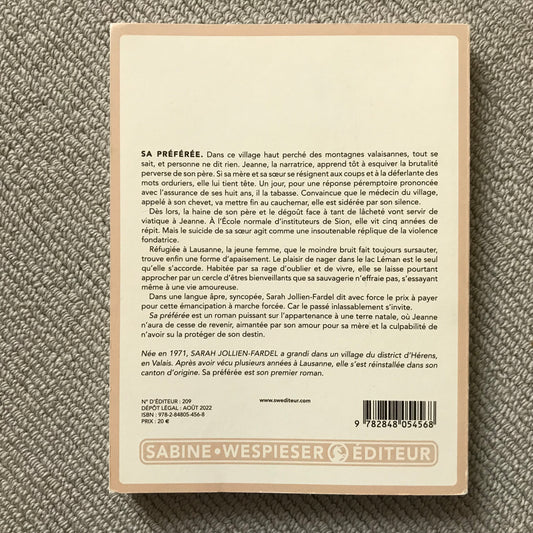 SA PRÉFÉRÉE. Dans ce village haut perché des montagnes valaisannes, tout se
sait, et personne ne dit rien. Jeanne, la narratrice, apprend tôt à esquiver la brutalité
perverse de son père. Si sa mère et sa sœur se résignent aux coups et à la déferlante des
mots orduriers, elle lui tient tête. Un jour, pour une réponse péremptoire prononcée
avec l'assurance de ses huit ans, il la tabasse. Convaincue que le médecin du village,
appelé à son chevet, va mettre fin au cauchemar, elle est sidérée par son silence.
Dès lors, la haine de son père et le dégoût face à tant de lâcheté vont servir de
viatique à Jeanne. À l'École normale d'instituteurs de Sion, elle vit cinq années de
répit. Mais le suicide de sa sœur agit comme une insoutenable réplique de la violence
fondatrice.
Réfugiée à Lausanne, la jeune femme, que le moindre bruit fait toujours sursauter,
trouve enfin une forme d'apaisement. Le plaisir de nager dans le lac Léman est le seul
qu'elle s'accorde. Habitée par sa rage d'oublier et de vivre, elle se laisse pourtant
approcher par un cercle d'êtres bienveillants que sa sauvagerie n'effraie pas, s'essayant
même à une vie amoureuse.
Dans une langue âpre, syncopée, Sarah Jollien-Fardel dit avec force le prix à payer
pour cette émancipation à marche forcée. Car le passé inlassablement s'invite.
Sa préférée est un roman puissant sur l'appartenance à une terre natale, où Jeanne
n'aura de cesse de revenir, aimantée par son amour pour sa mère et la culpabilité de
n'avoir su la protéger de son destin.
Née en 1971, SARAH JOLLIEN-FARDEL a grandi dans un village du district d'Hérens,
en Valais. Après avoir vécu plusieurs années à Lausanne, elle s'est réinstallée dans son
canton d'origine. Sa préférée est son premier roman.
N° D'ÉDITEUR : 209
DÉPÔT LÉGAL : AOÛT 2022
ISBN : 978-2-84805-456-8
PRIX : 20 €
www.swediteur.com
9 782848 054568
SABINE • WESPIESER ÉDITEUR